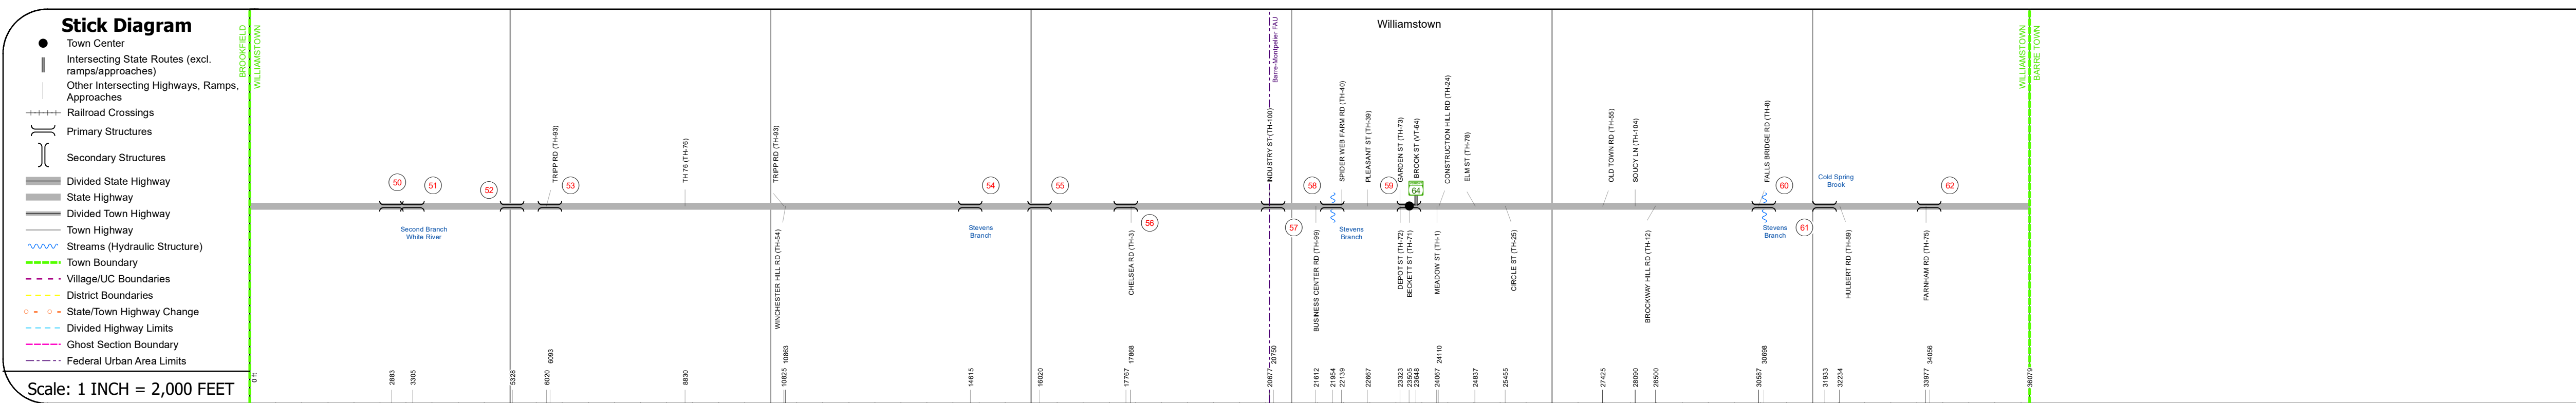 Stick Diagram
Town Center
Intersecting State Routes (excl.
ramps/approaches)
Other Intersecting Highways, Ramps,
Approaches
Railroad Crossings
Primary Structures
Secondary Structures
Divided State Highway
State Highway
Divided Town Highway
Town Highway
Streams (Hydraulic Structure)
Town Boundary
Village/UC Boundaries
District Boundaries
State/Town Highway Change
Divided Highway Limits
Ghost Section Boundary
Federal Urban Area Limits
Scale: 1 INCH = 2,000 FEET
BROOKFIELD
WILLIAMSTOWN
Williamstown
Barre-Montpelier FAU
WILLIAMSTOWN
BARRE TOWN
TRIPP RD (TH-93)
TH 76 (TH-76)
TRIPP RD (TH-93)
INDUSTRY ST (TH-100)
SPIDER WEB FARM RD (TH-40)
PLEASANT ST (TH-39)
GARDEN ST (TH-73)
BROOK ST (VT-64)
CONSTRUCTION HILL RD (TH-24)
ELM ST (TH-78)
OLD TOWN RD (TH-55)
SOUCY LN (TH-104)
FALLS BRIDGE RD (TH-8)
50
51
52
53
54
55
56
57
58
59
64
60
61
62
Second Branch
White River
Stevens
Branch
Stevens
Branch
Stevens
Branch
Cold Spring
Brook
WINCHESTER HILL RD (TH-54)
CHELSEA RD (TH-3)
BUSINESS CENTER RD (TH-99)
DEPOT ST (TH-72)
BECKETT ST (TH-71)
MEADOW ST (TH-1)
CIRCLE ST (TH-25)
BROCKWAY HILL RD (TH-12)
HULBERT RD (TH-89)
FARNHAM RD (TH-75)
0 ft
2883
3305
5328
6020
6093
8830
10825
10863
14615
16020
17767
17868
20677
20750
21612
21954
22139
22667
23323
23505
23648
24067
24110
24837
25455
27425
28090
28500
30587
30698
31933
32234
33977
34056
36079